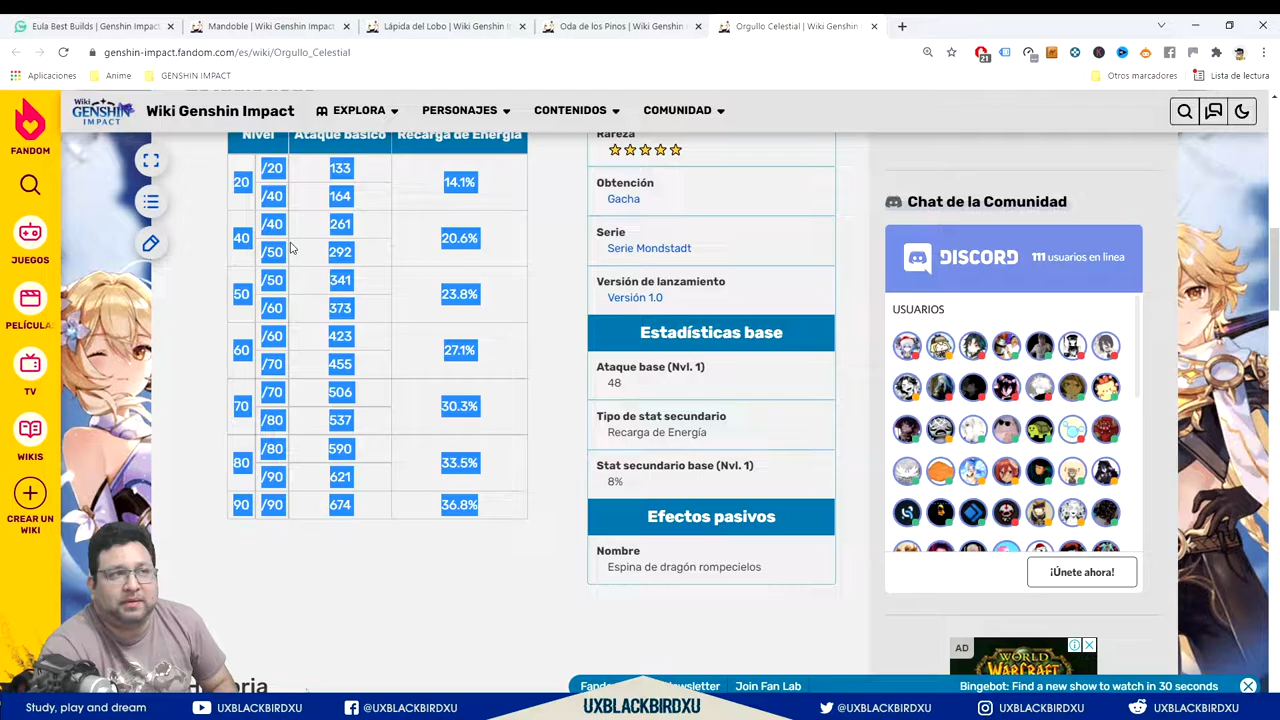 Eula Best Builds | Genshin Impact
Mandoble | Wiki Genshin Impact
Lápida del Lobo | Wiki Genshin I
Oda de los Pinos | Wiki Genshin
Orgullo Celestial | Wiki Genshin
genshin-impact.fandom.com/es/wiki/Orgullo_Celestial
21
Aplicaciones
Anime
GENSHIN IMPACT
Otros marcadores
Lista de lectura
FANDOM
JUEGOS
PELÍCULA
TV
WIKIS
CREAR UN
WIKI
Wiki
GENSHIN
IMPACT
Wiki Genshin Impact
EXPLORA
PERSONAJES
CONTENIDOS
COMUNIDAD
Nivel Ataque básico Recarga de Energía
20 /20 133 14.1%
/40 164
40 /40 261 20.6%
/50 292
50 /50 341 23.8%
/60 373
60 /60 423 27.1%
/70 455
70 /70 506 30.3%
/80 537
80 /80 590 33.5%
/90 621
90 /90 674 36.8%
Rareza
Obtención
Gacha
Serie
Serie Mondstadt
Versión de lanzamiento
Versión 1.0
Estadísticas base
Ataque base (Nvl. 1)
48
Tipo de stat secundario
Recarga de Energía
Stat secundario base (Nvl. 1)
8%
Efectos pasivos
Nombre
Espina de dragón rompecielos
Chat de la Comunidad
DISCORD
111 usuarios en línea
USUARIOS
¡Únete ahora!
AD
WORLD
WARCRAFT
oria
Newsletter
Join Fan Lab
Bingebot: Find a new show to watch in 30 seconds
Study, play and dream
UXBLACKBIRDXU
@UXBLACKBIRDXU
UXBLACKBIRDXU
@UXBLACKBIRDXU
UXBLACKBIRDXU
UXBLACKBIRDXU